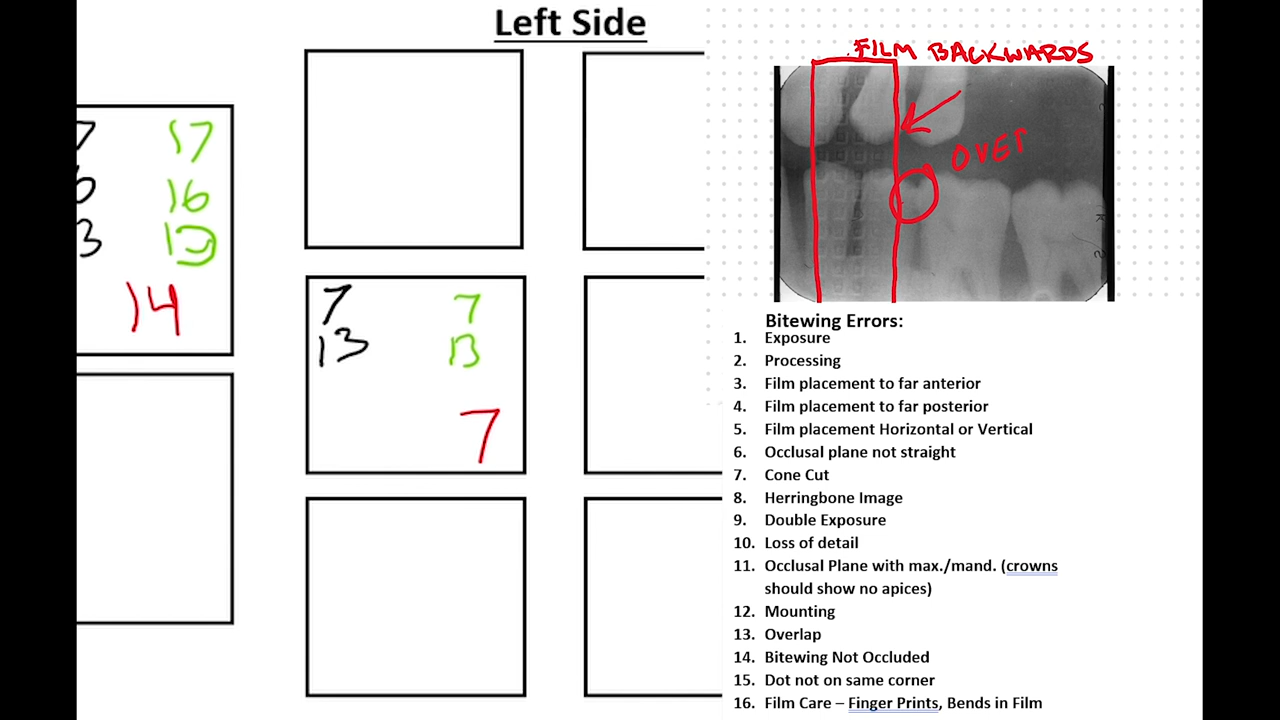 Left Side
FILM BACKWARDS
OVER
7 17
16
3 13
14
7 7
13 13
7
Bitewing Errors:
1. Exposure
2. Processing
3. Film placement to far anterior
4. Film placement to far posterior
5. Film placement Horizontal or Vertical
6. Occlusal plane not straight
7. Cone Cut
8. Herringbone Image
9. Double Exposure
10. Loss of detail
11. Occlusal Plane with max./mand. (crowns
should show no apices)
12. Mounting
13. Overlap
14. Bitewing Not Occluded
15. Dot not on same corner
16. Film Care – Finger Prints, Bends in Film